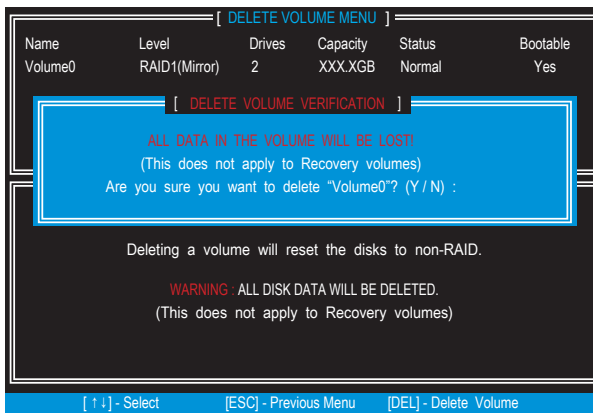 [ DELETE VOLUME MENU ]
Name Level Drives Capacity Status Bootable
Volume0 RAID1(Mirror) 2 XXX.XGB Normal Yes
[ DELETE VOLUME VERIFICATION ]
ALL DATA IN THE VOLUME WILL BE LOST!
(This does not apply to Recovery volumes)
Are you sure you want to delete “Volume0”? (Y / N) :
Deleting a volume will reset the disks to non-RAID.
WARNING : ALL DISK DATA WILL BE DELETED.
(This does not apply to Recovery volumes)
[ ↑↓] - Select [ESC] - Previous Menu [DEL] - Delete Volume